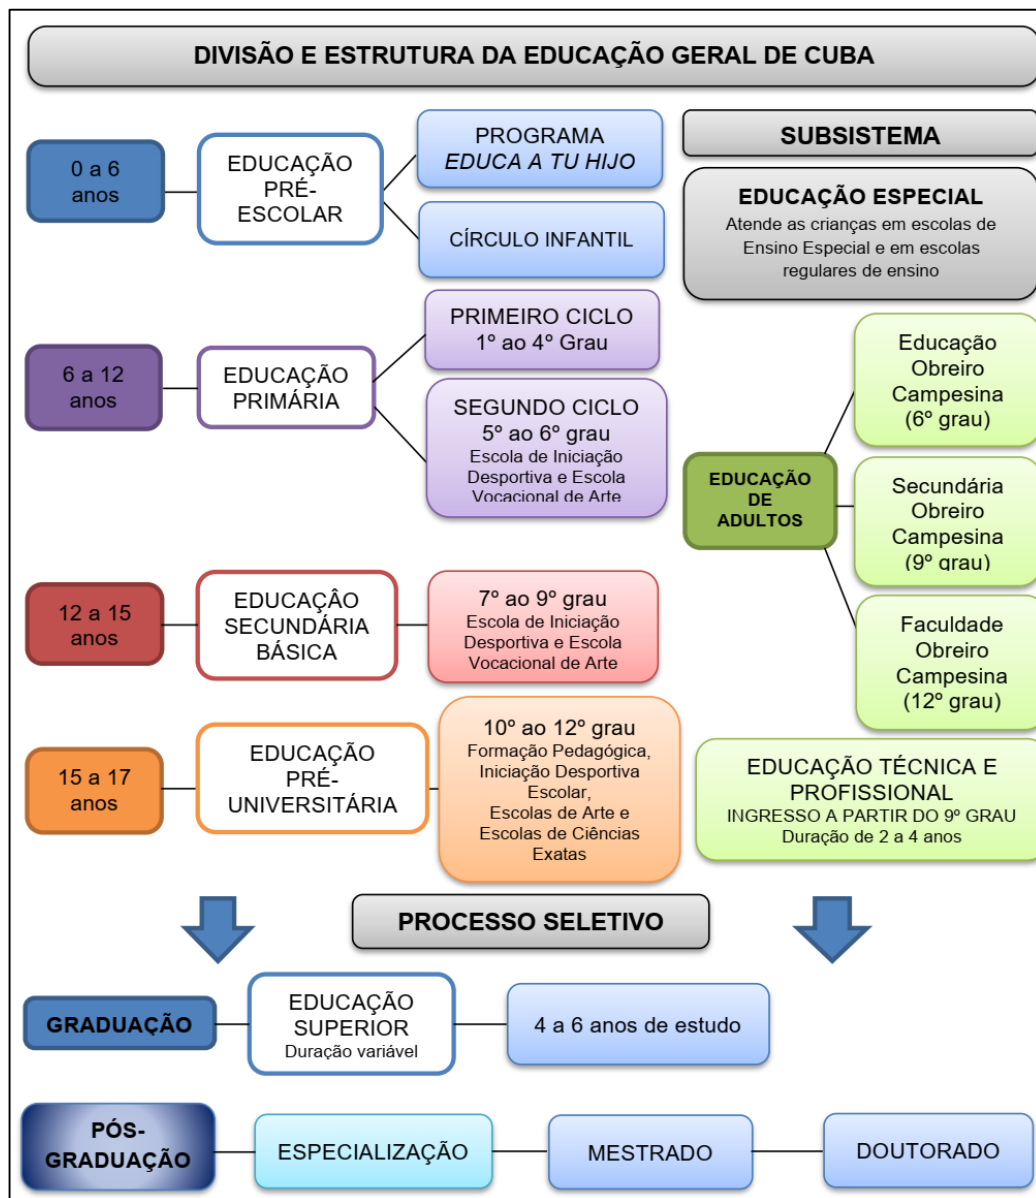 DIVISÃO E ESTRUTURA DA EDUCAÇÃO GERAL DE CUBA
0 a 6
anos
EDUCAÇÃO
PRÉ-
ESCOLAR
PROGRAMA
EDUCA A TU HIJO
CÍRCULO INFANTIL
SUBSISTEMA
EDUCAÇÃO ESPECIAL
Atende as crianças em escolas de
Ensino Especial e em escolas
regulares de ensino
6 a 12
anos
EDUCAÇÃO
PRIMÁRIA
PRIMEIRO CICLO
1º ao 4º Grau
SEGUNDO CICLO
5º ao 6º grau
Escola de Iniciação
Desportiva e Escola
Vocacional de Arte
EDUCAÇÃO
DE
ADULTOS
Educação
Obreiro
Campesina
(6º grau)
Secundária
Obreiro
Campesina
(9º grau)
Faculdade
Obreiro
Campesina
(12º grau)
12 a 15
anos
EDUCAÇÂO
SECUNDÁRIA
BÁSICA
7º ao 9º grau
Escola de Iniciação
Desportiva e Escola
Vocacional de Arte
15 a 17
anos
EDUCAÇÃO
PRÉ-
UNIVERSITÁRIA
10º ao 12º grau
Formação Pedagógica,
Iniciação Desportiva
Escolar,
Escolas de Arte e
Escolas de Ciências
Exatas
EDUCAÇÃO TÉCNICA E
PROFISSIONAL
INGRESSO A PARTIR DO 9º GRAU
Duração de 2 a 4 anos
PROCESSO SELETIVO
GRADUAÇÃO
EDUCAÇÃO
SUPERIOR
Duração variável
4 a 6 anos de estudo
PÓS-
GRADUAÇÃO
ESPECIALIZAÇÃO
MESTRADO
DOUTORADO